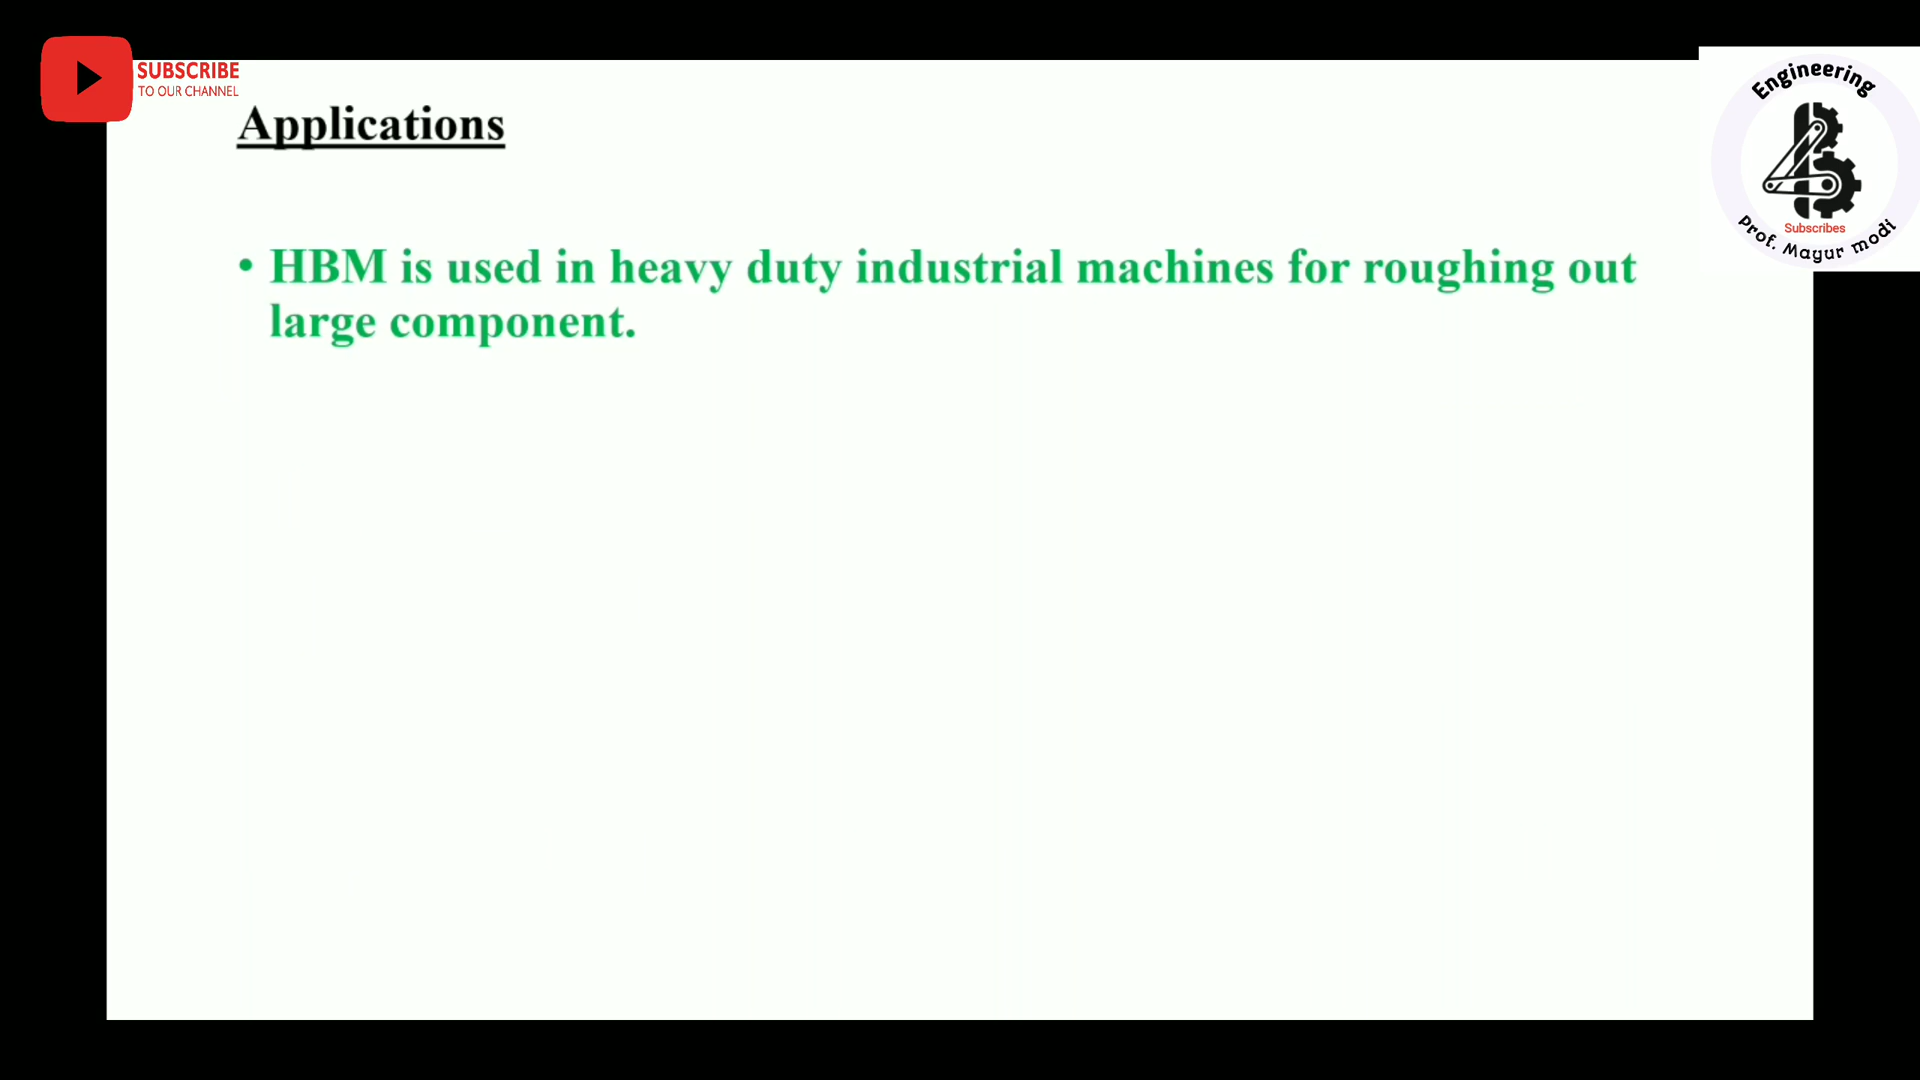 SUBSCRIBE
TO OUR CHANNEL
Engineering
Subscribes
Prof. Mayur modi
Applications
• HBM is used in heavy duty industrial machines for roughing out
large component.